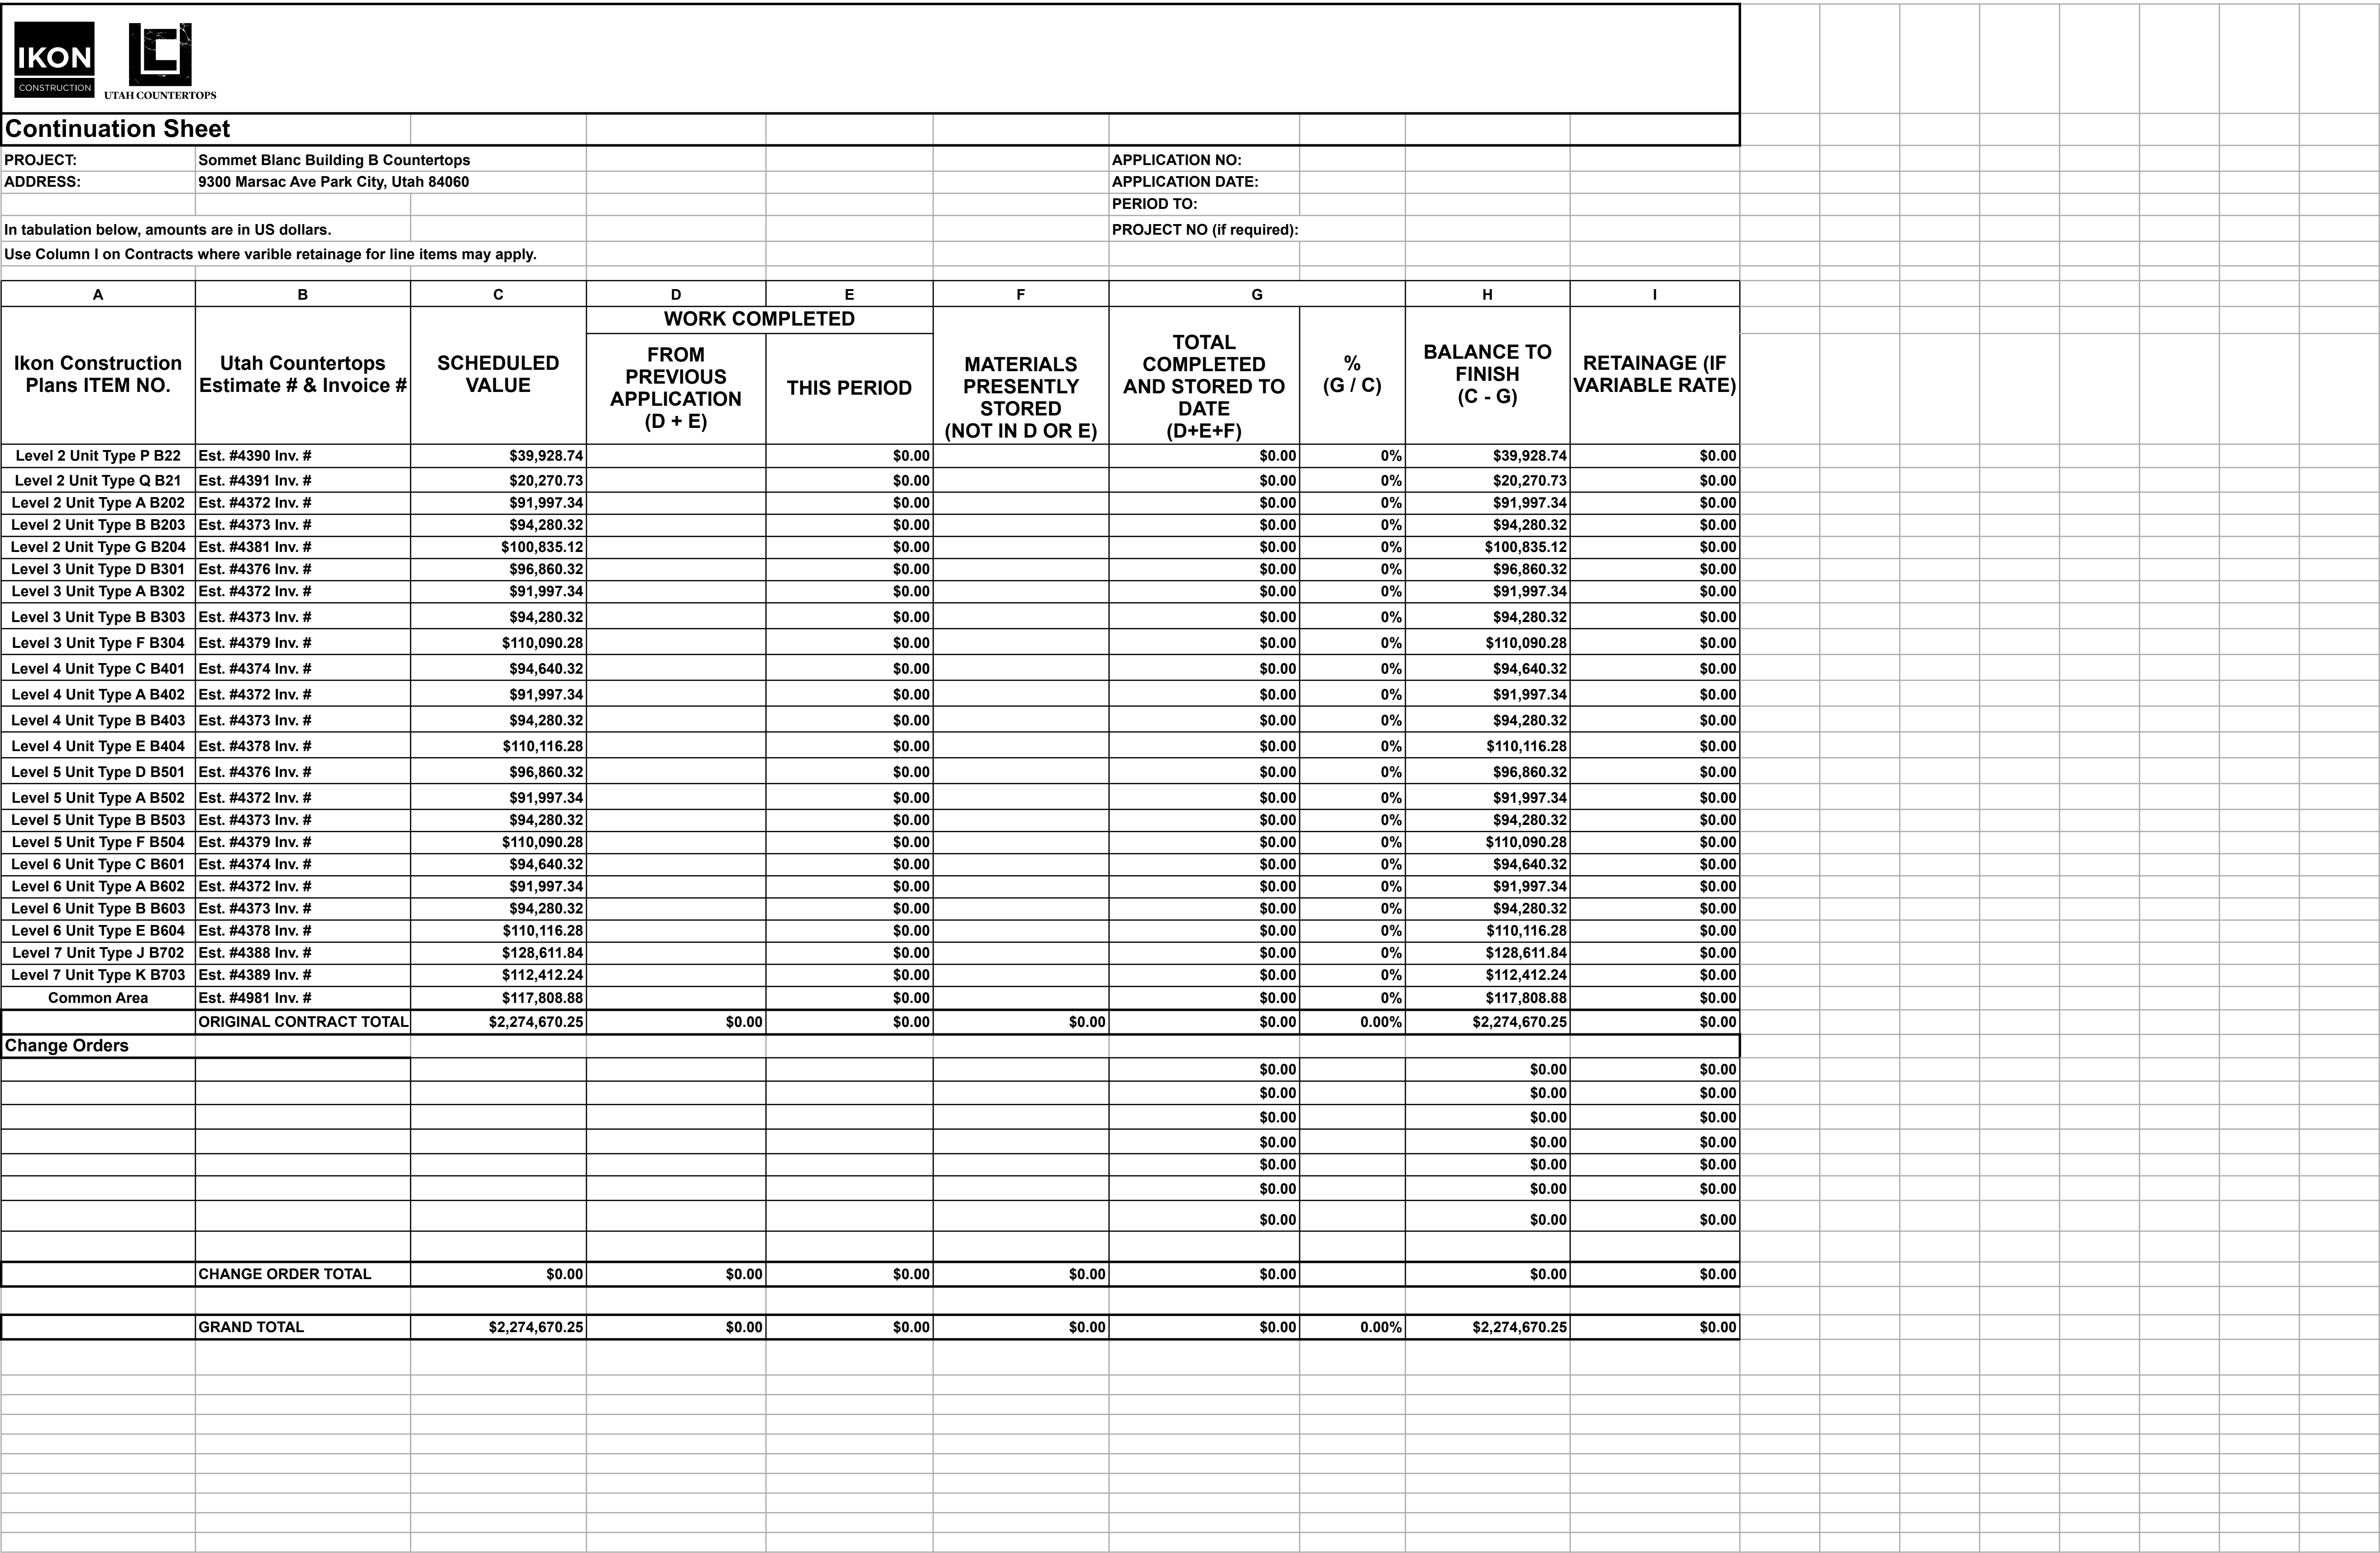 IKON
CONSTRUCTION
UTAH COUNTERTOPS
Continuation Sheet
PROJECT: Sommet Blanc Building B Countertops APPLICATION NO:
ADDRESS: 9300 Marsac Ave Park City, Utah 84060 APPLICATION DATE:
PERIOD TO:
In tabulation below, amounts are in US dollars. PROJECT NO (if required):
Use Column I on Contracts where varible retainage for line items may apply.
A B C D E F G H I
Ikon Construction
Plans ITEM NO.
Utah Countertops
Estimate # & Invoice #
SCHEDULED
VALUE
WORK COMPLETED
FROM
PREVIOUS
APPLICATION
(D + E)
THIS PERIOD
MATERIALS
PRESENTLY
STORED
(NOT IN D OR E)
TOTAL
COMPLETED
AND STORED TO
DATE
(D+E+F)
%
(G / C)
BALANCE TO
FINISH
(C - G)
RETAINAGE (IF
VARIABLE RATE)
Level 2 Unit Type P B22 Est. #4390 Inv. # $39,928.74 $0.00 $0.00 0% $39,928.74 $0.00
Level 2 Unit Type Q B21 Est. #4391 Inv. # $20,270.73 $0.00 $0.00 0% $20,270.73 $0.00
Level 2 Unit Type A B202 Est. #4372 Inv. # $91,997.34 $0.00 $0.00 0% $91,997.34 $0.00
Level 2 Unit Type B B203 Est. #4373 Inv. # $94,280.32 $0.00 $0.00 0% $94,280.32 $0.00
Level 2 Unit Type G B204 Est. #4381 Inv. # $100,835.12 $0.00 $0.00 0% $100,835.12 $0.00
Level 3 Unit Type D B301 Est. #4376 Inv. # $96,860.32 $0.00 $0.00 0% $96,860.32 $0.00
Level 3 Unit Type A B302 Est. #4372 Inv. # $91,997.34 $0.00 $0.00 0% $91,997.34 $0.00
Level 3 Unit Type B B303 Est. #4373 Inv. # $94,280.32 $0.00 $0.00 0% $94,280.32 $0.00
Level 3 Unit Type F B304 Est. #4379 Inv. # $110,090.28 $0.00 $0.00 0% $110,090.28 $0.00
Level 4 Unit Type C B401 Est. #4374 Inv. # $94,640.32 $0.00 $0.00 0% $94,640.32 $0.00
Level 4 Unit Type A B402 Est. #4372 Inv. # $91,997.34 $0.00 $0.00 0% $91,997.34 $0.00
Level 4 Unit Type B B403 Est. #4373 Inv. # $94,280.32 $0.00 $0.00 0% $94,280.32 $0.00
Level 4 Unit Type E B404 Est. #4378 Inv. # $110,116.28 $0.00 $0.00 0% $110,116.28 $0.00
Level 5 Unit Type D B501 Est. #4376 Inv. # $96,860.32 $0.00 $0.00 0% $96,860.32 $0.00
Level 5 Unit Type A B502 Est. #4372 Inv. # $91,997.34 $0.00 $0.00 0% $91,997.34 $0.00
Level 5 Unit Type B B503 Est. #4373 Inv. # $94,280.32 $0.00 $0.00 0% $94,280.32 $0.00
Level 5 Unit Type F B504 Est. #4379 Inv. # $110,090.28 $0.00 $0.00 0% $110,090.28 $0.00
Level 6 Unit Type C B601 Est. #4374 Inv. # $94,640.32 $0.00 $0.00 0% $94,640.32 $0.00
Level 6 Unit Type A B602 Est. #4372 Inv. # $91,997.34 $0.00 $0.00 0% $91,997.34 $0.00
Level 6 Unit Type B B603 Est. #4373 Inv. # $94,280.32 $0.00 $0.00 0% $94,280.32 $0.00
Level 6 Unit Type E B604 Est. #4378 Inv. # $110,116.28 $0.00 $0.00 0% $110,116.28 $0.00
Level 7 Unit Type J B702 Est. #4388 Inv. # $128,611.84 $0.00 $0.00 0% $128,611.84 $0.00
Level 7 Unit Type K B703 Est. #4389 Inv. # $112,412.24 $0.00 $0.00 0% $112,412.24 $0.00
Common Area Est. #4981 Inv. # $117,808.88 $0.00 $0.00 0% $117,808.88 $0.00
ORIGINAL CONTRACT TOTAL $2,274,670.25 $0.00 $0.00 $0.00 $0.00 0.00% $2,274,670.25 $0.00
Change Orders
$0.00 $0.00 $0.00
$0.00 $0.00 $0.00
$0.00 $0.00 $0.00
$0.00 $0.00 $0.00
$0.00 $0.00 $0.00
$0.00 $0.00 $0.00
$0.00 $0.00 $0.00
CHANGE ORDER TOTAL $0.00 $0.00 $0.00 $0.00 $0.00 $0.00 $0.00
GRAND TOTAL $2,274,670.25 $0.00 $0.00 $0.00 $0.00 0.00% $2,274,670.25 $0.00